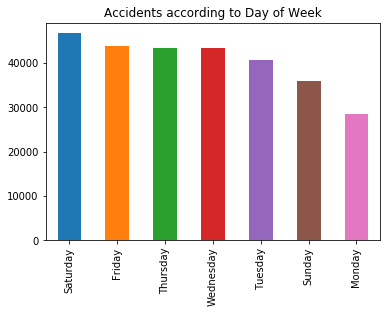 Accidents according to Day of Week
40000
30000
20000
10000
0
Saturday
Friday
Thursday
Wednesday
Tuesday
Sunday
Monday